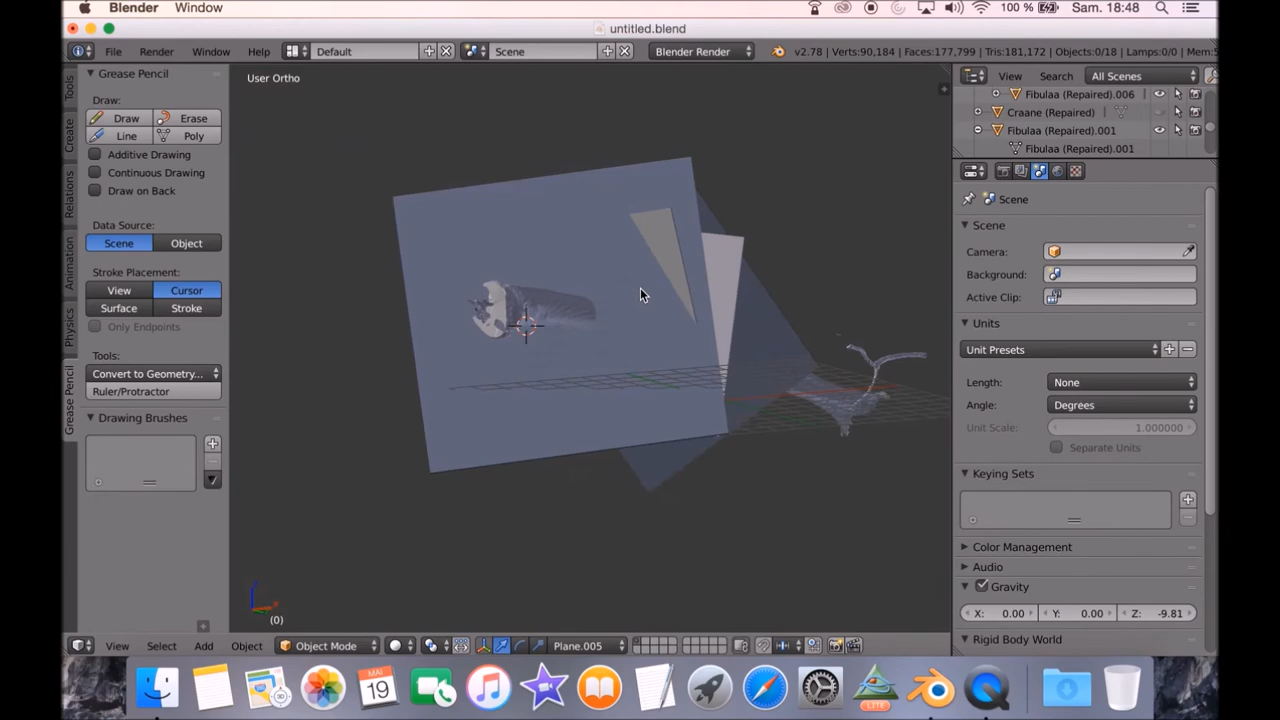 Blender Window 100 % Sam. 18:48
untitled.blend
File Render Window Help Default Scene Blender Render v2.78 | Verts:90,184 | Faces:177,799 | Tris:181,172 | Objects:0/18 | Lamps:0/0 |
Grease Pencil
Draw:
Draw Erase
Line Poly
Additive Drawing
Continuous Drawing
Draw on Back
Data Source:
Scene Object
Stroke Placement:
View Cursor
Surface Stroke
Only Endpoints
Tools:
Convert to Geometry...
Ruler/Protractor
Drawing Brushes
Tools
Create
Relations
Animation
Physics
Grease Pencil
User Ortho
(0)
View Select Add Object Object Mode Plane.005
View Search All Scenes
Fibulaa (Repaired).006
Craane (Repaired)
Fibulaa (Repaired).001
Fibulaa (Repaired).001
Scene
Scene
Camera:
Background:
Active Clip:
Units
Unit Presets
Length: None
Angle: Degrees
Unit Scale: 1.000000
Separate Units
Keying Sets
Color Management
Audio
Gravity
X: 0.00 Y: 0.00 Z: -9.81
Rigid Body World
MAI
19
LITE